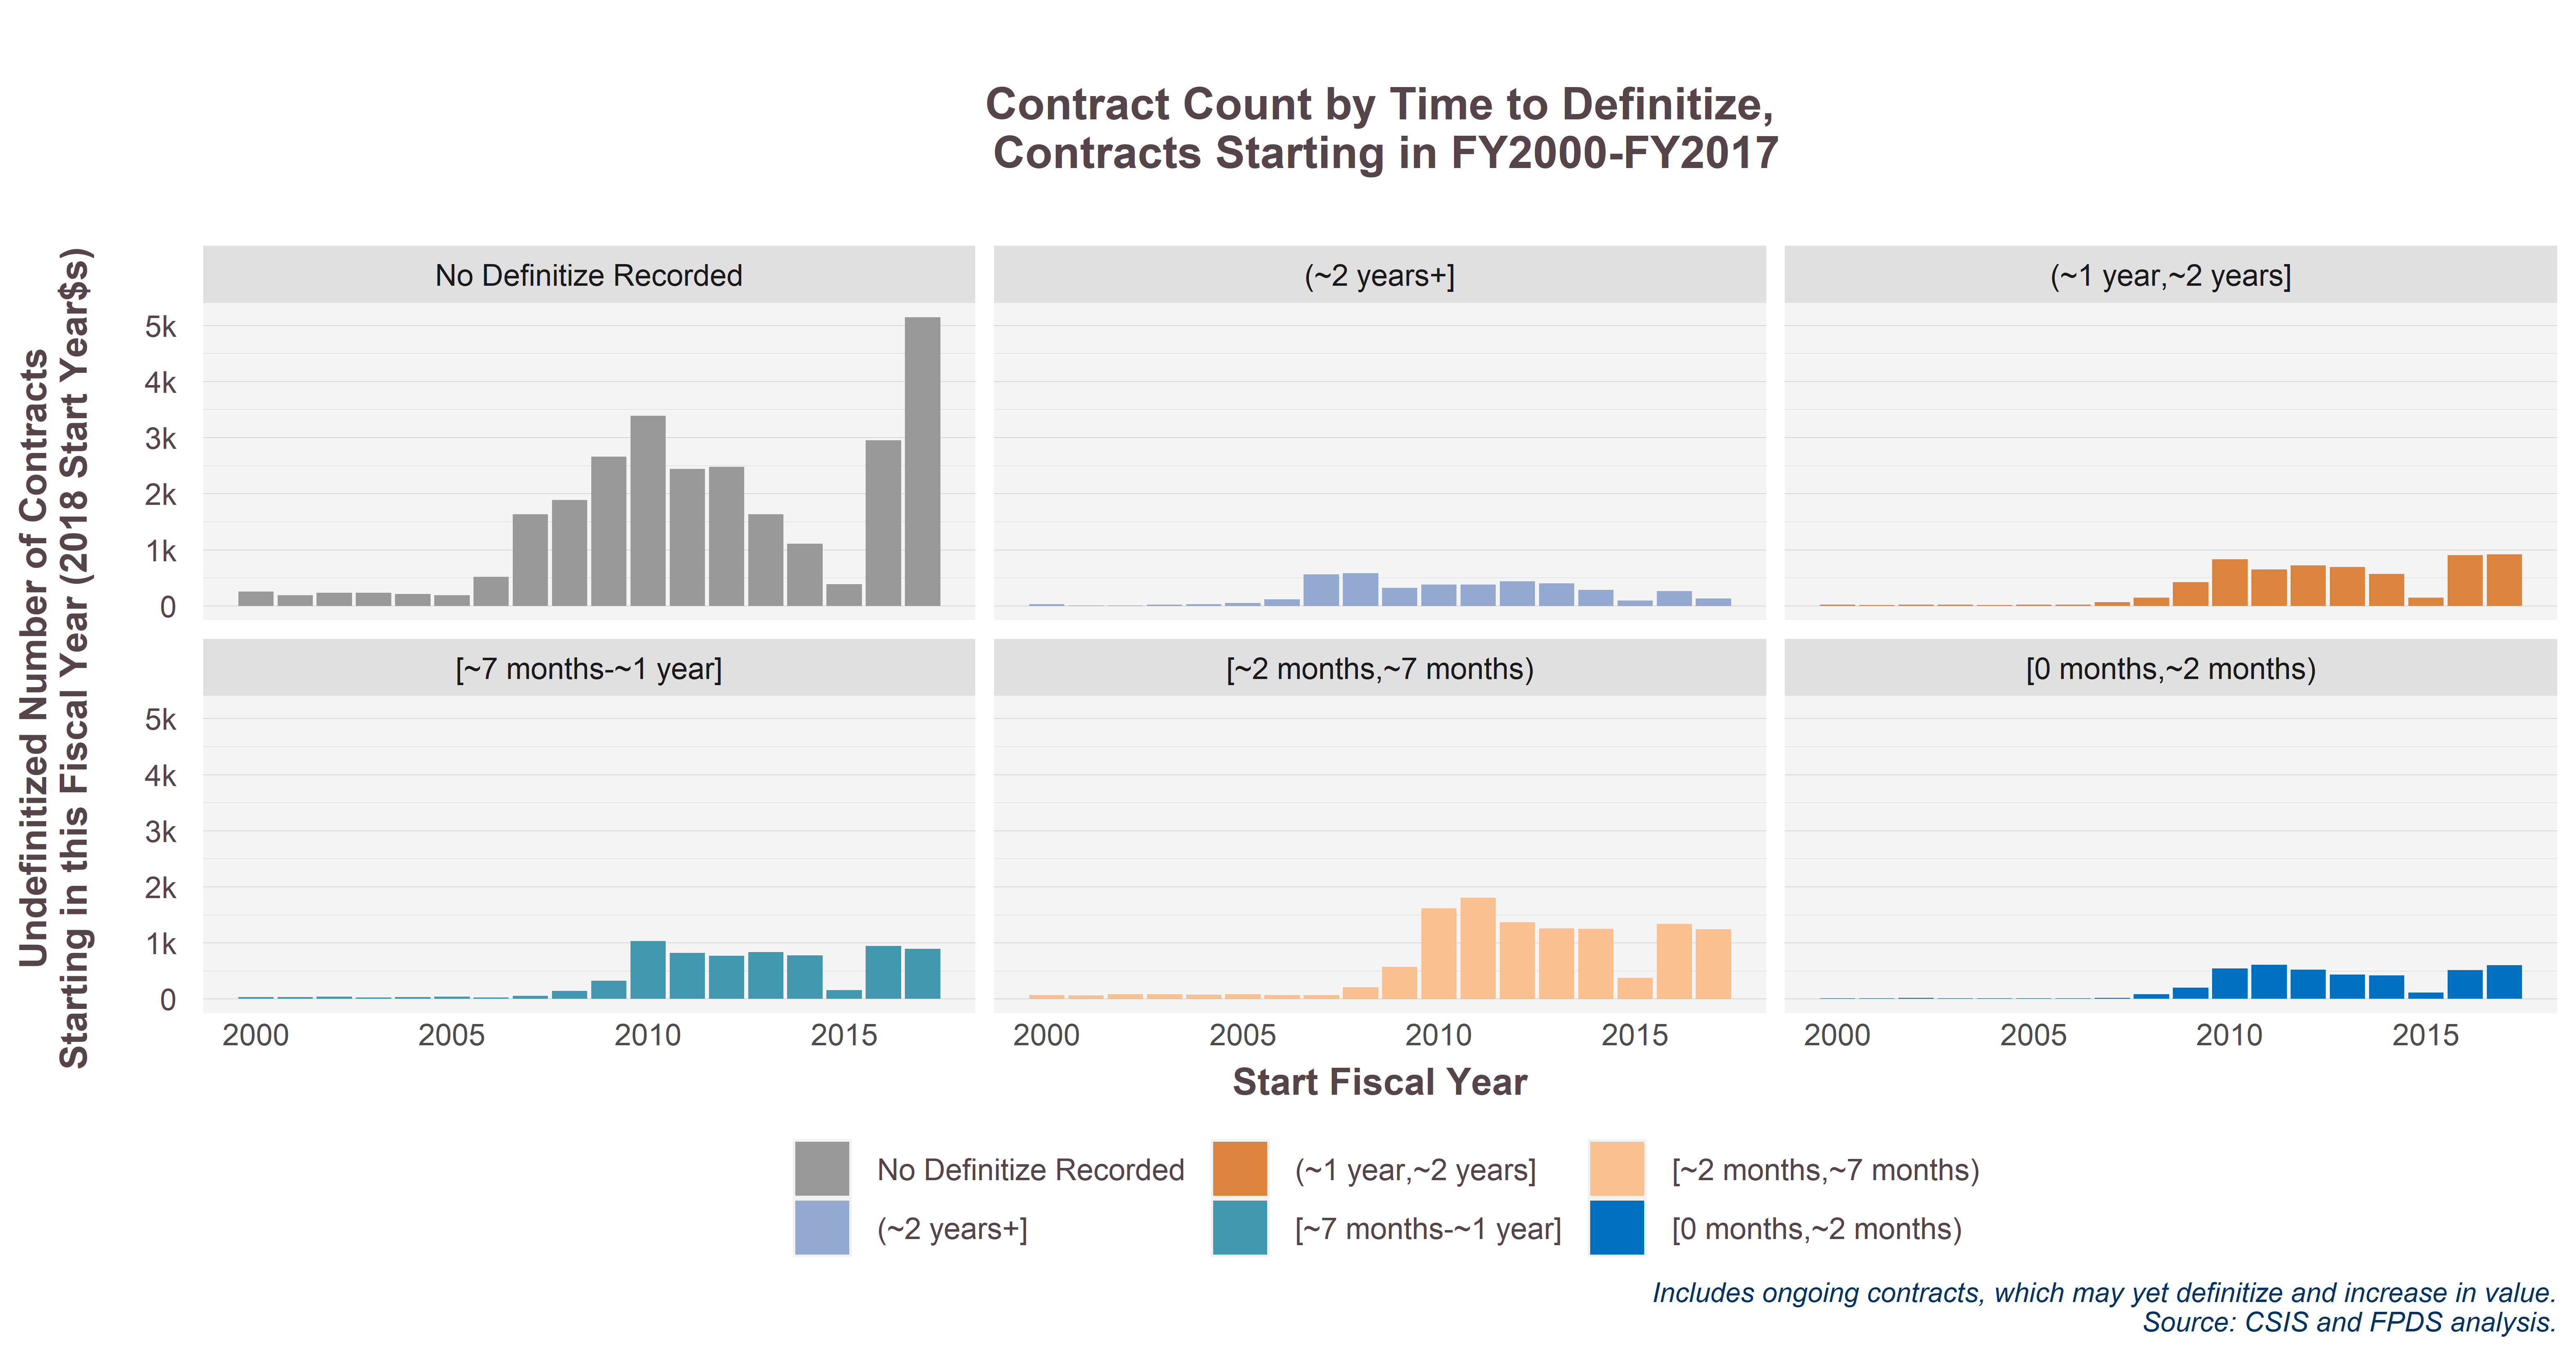 Contract Count by Time to Definitize,
Contracts Starting in FY2000-FY2017
Undefinitized Number of Contracts
Starting in this Fiscal Year (2018 Start Year$s)
No Definitize Recorded
(~2 years+]
(~1 year,~2 years]
5k
4k
3k
2k
1k
0
[~7 months-~1 year]
[~2 months,~7 months)
[0 months,~2 months)
5k
4k
3k
2k
1k
0
2000 2005 2010 2015
2000 2005 2010 2015
2000 2005 2010 2015
Start Fiscal Year
No Definitize Recorded
(~2 years+]
(~1 year,~2 years]
[~7 months-~1 year]
[~2 months,~7 months)
[0 months,~2 months)
Includes ongoing contracts, which may yet definitize and increase in value.
Source: CSIS and FPDS analysis.